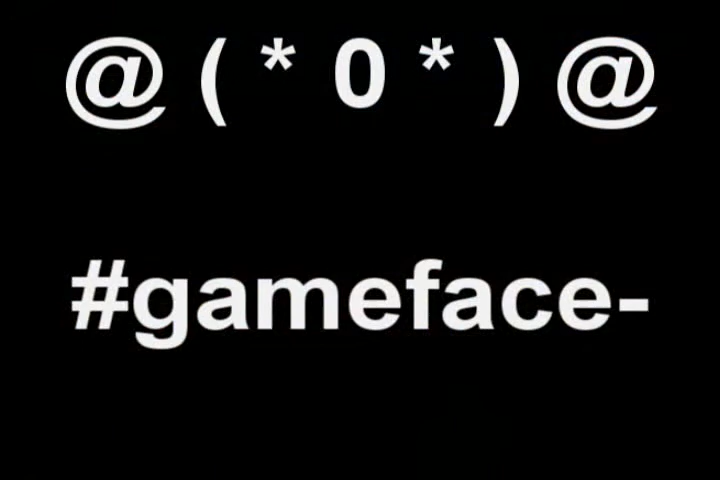 @ ( * 0 * ) @
#gameface-